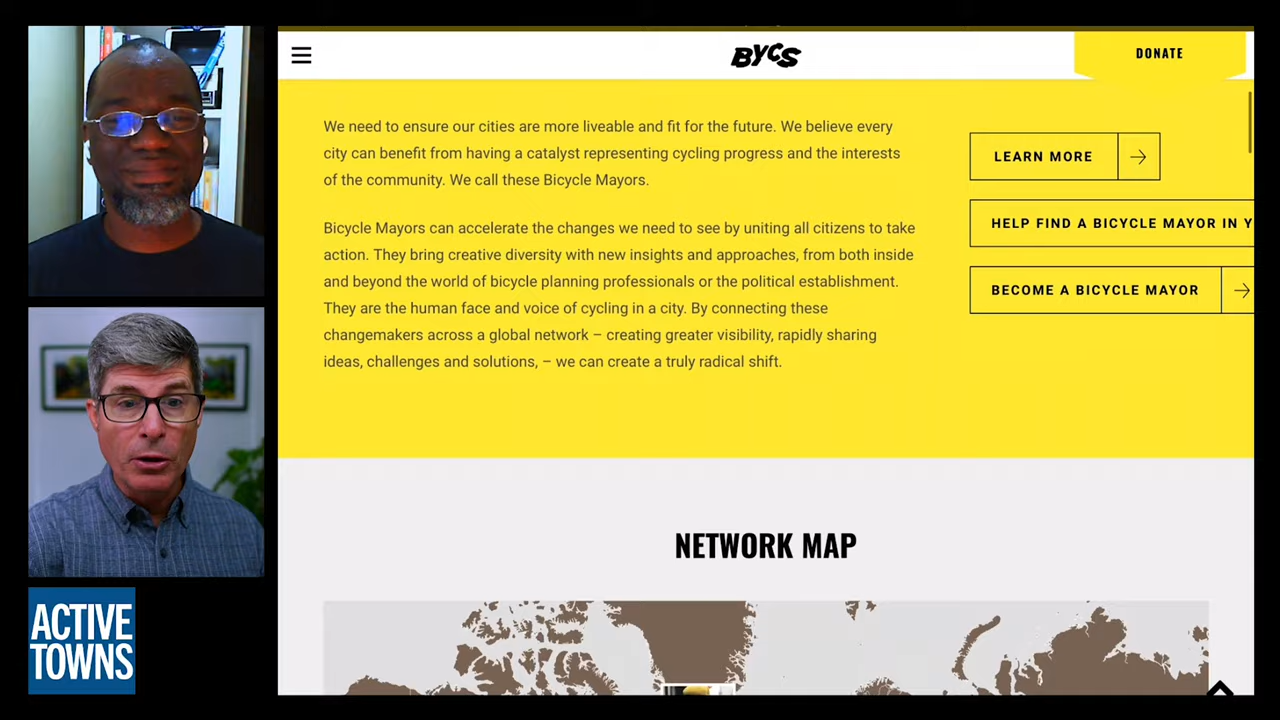 BYCS
DONATE
We need to ensure our cities are more liveable and fit for the future. We believe every
city can benefit from having a catalyst representing cycling progress and the interests
of the community. We call these Bicycle Mayors.
Bicycle Mayors can accelerate the changes we need to see by uniting all citizens to take
action. They bring creative diversity with new insights and approaches, from both inside
and beyond the world of bicycle planning professionals or the political establishment.
They are the human face and voice of cycling in a city. By connecting these
changemakers across a global network – creating greater visibility, rapidly sharing
ideas, challenges and solutions, – we can create a truly radical shift.
LEARN MORE
HELP FIND A BICYCLE MAYOR IN Y
BECOME A BICYCLE MAYOR
NETWORK MAP
ACTIVE
TOWNS